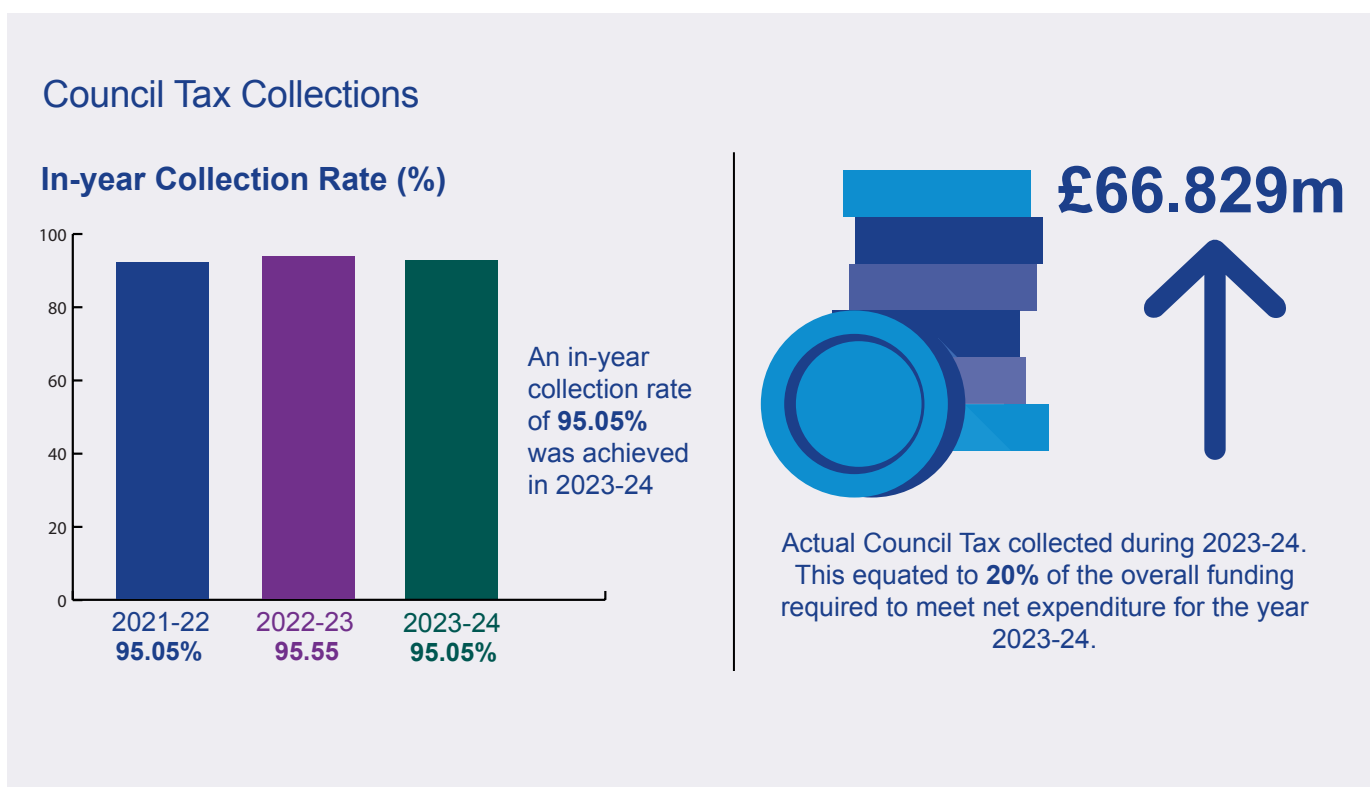 Council Tax Collections
In-year Collection Rate (%)
100
80
60
40
20
0
2021-22
95.05%
2022-23
95.55
2023-24
95.05%
An in-year
collection rate
of 95.05%
was achieved
in 2023-24
£66.829m
Actual Council Tax collected during 2023-24.
This equated to 20% of the overall funding
required to meet net expenditure for the year
2023-24.